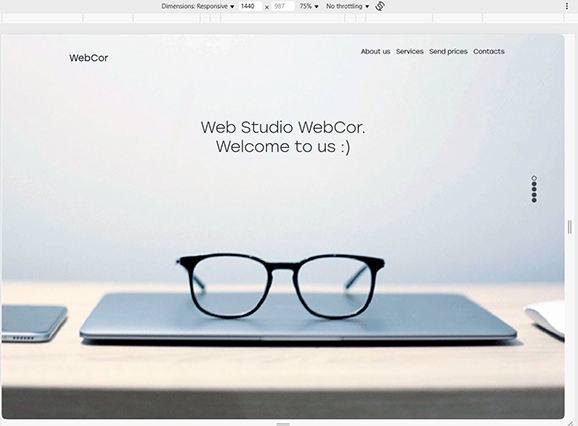 Dimensions: Responsive 1440 x 987 75% No throttling
WebCor
About us Services Send prices Contacts
Web Studio WebCor.
Welcome to us :)